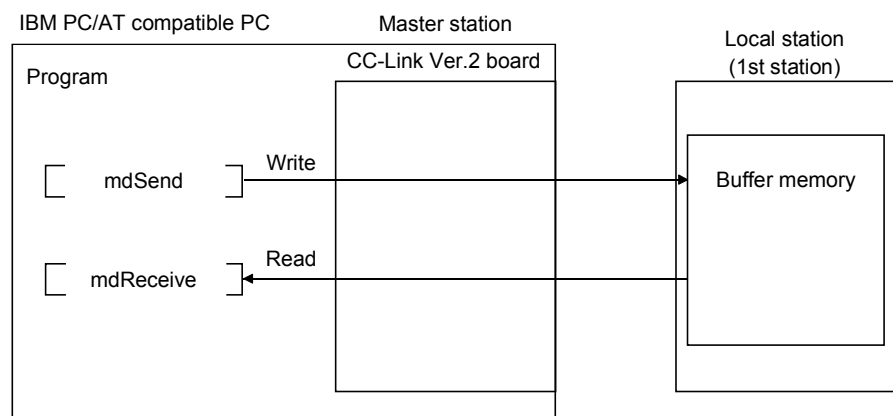 IBM PC/AT compatible PC
Master station
CC-Link Ver.2 board
Local station
(1st station)
Program
mdSend
Write
Buffer memory
mdReceive
Read